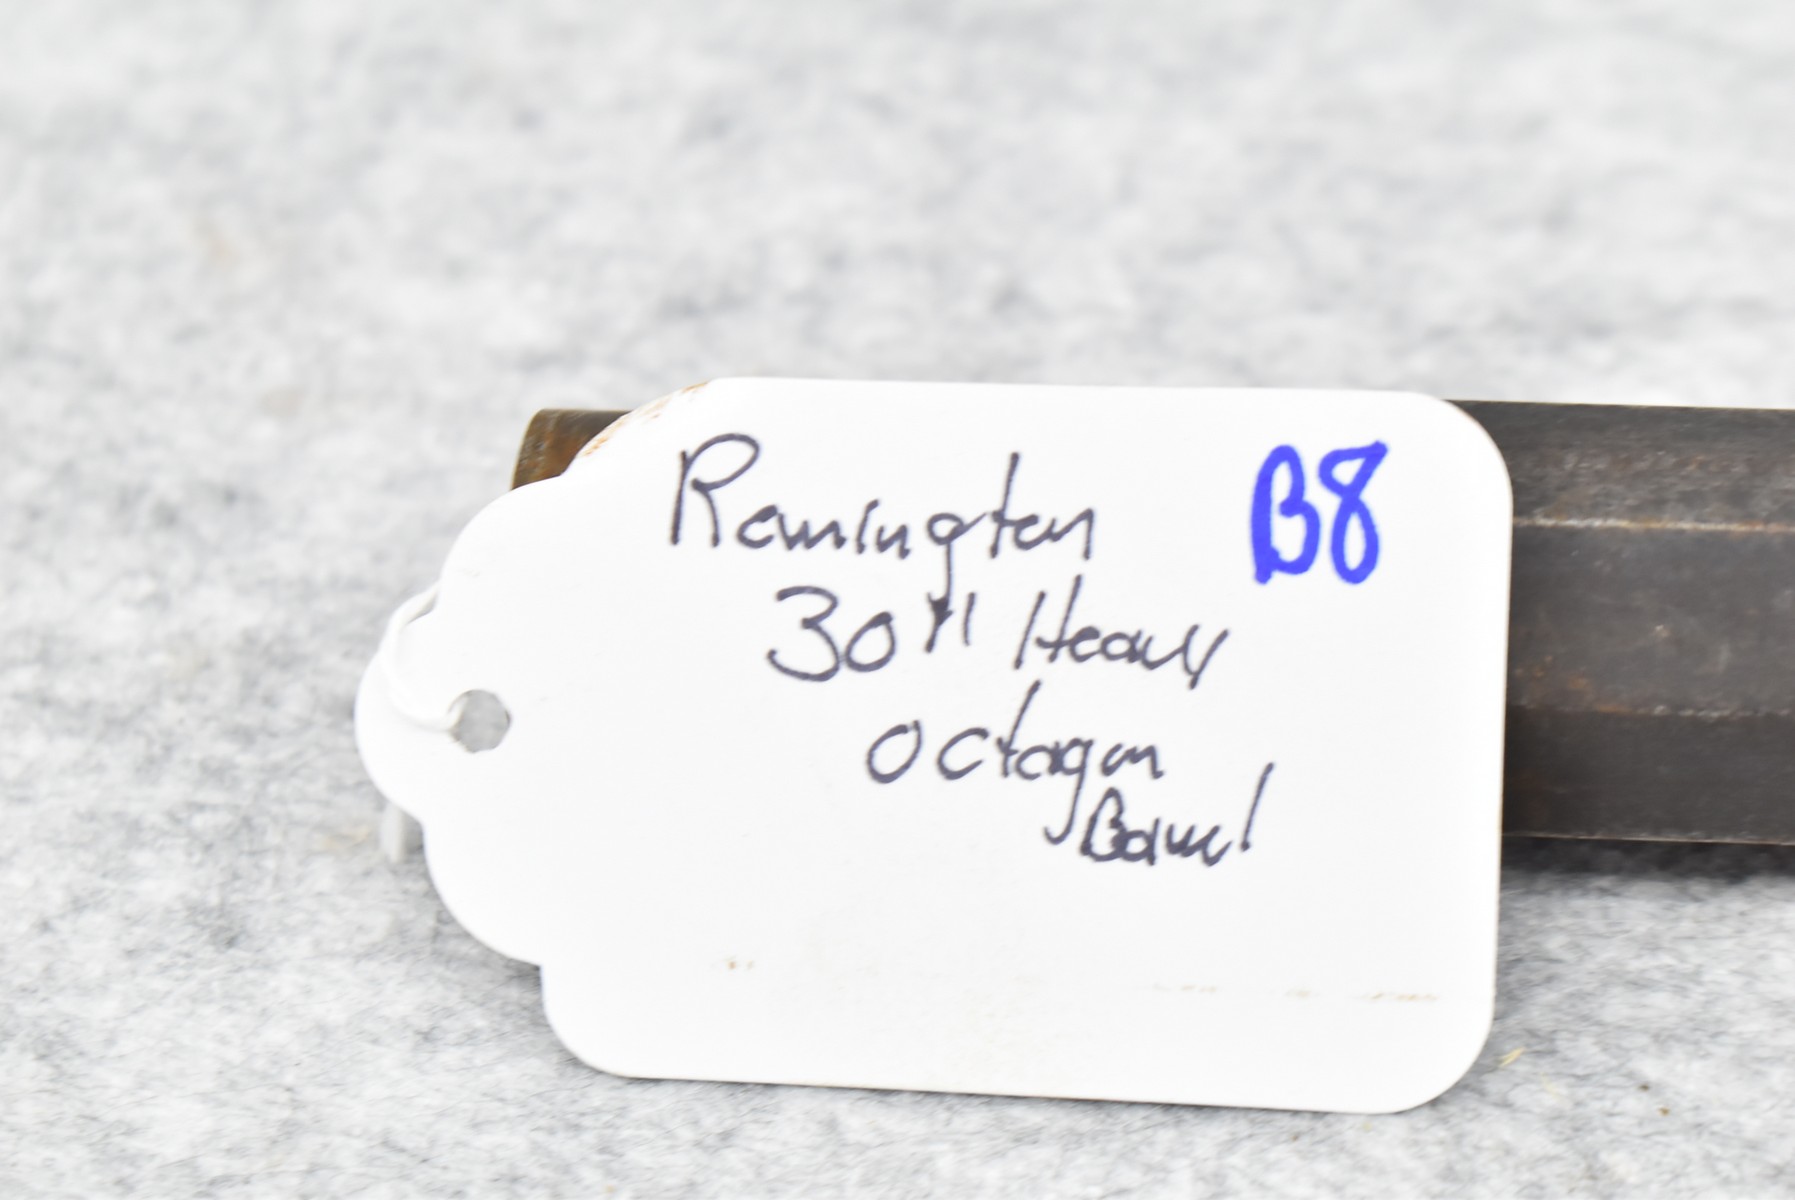 Remington B8
30" Heavy
octagon
Barrel